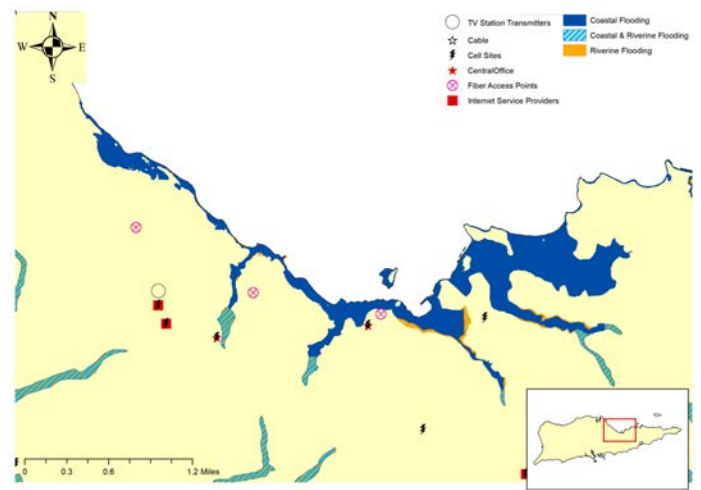 N
W E
S
TV Station Transmitters
Cable
Cell Sites
CentralOffice
Fiber Access Points
Internet Service Providers
Coastal Flooding
Coastal & Riverine Flooding
Riverine Flooding
0 0.3 0.6 1.2 Miles